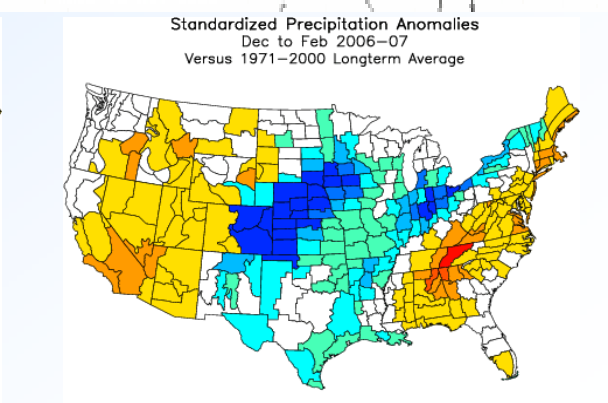 Standardized Precipitation Anomalies
Dec to Feb 2006–07
Versus 1971–2000 Longterm Average